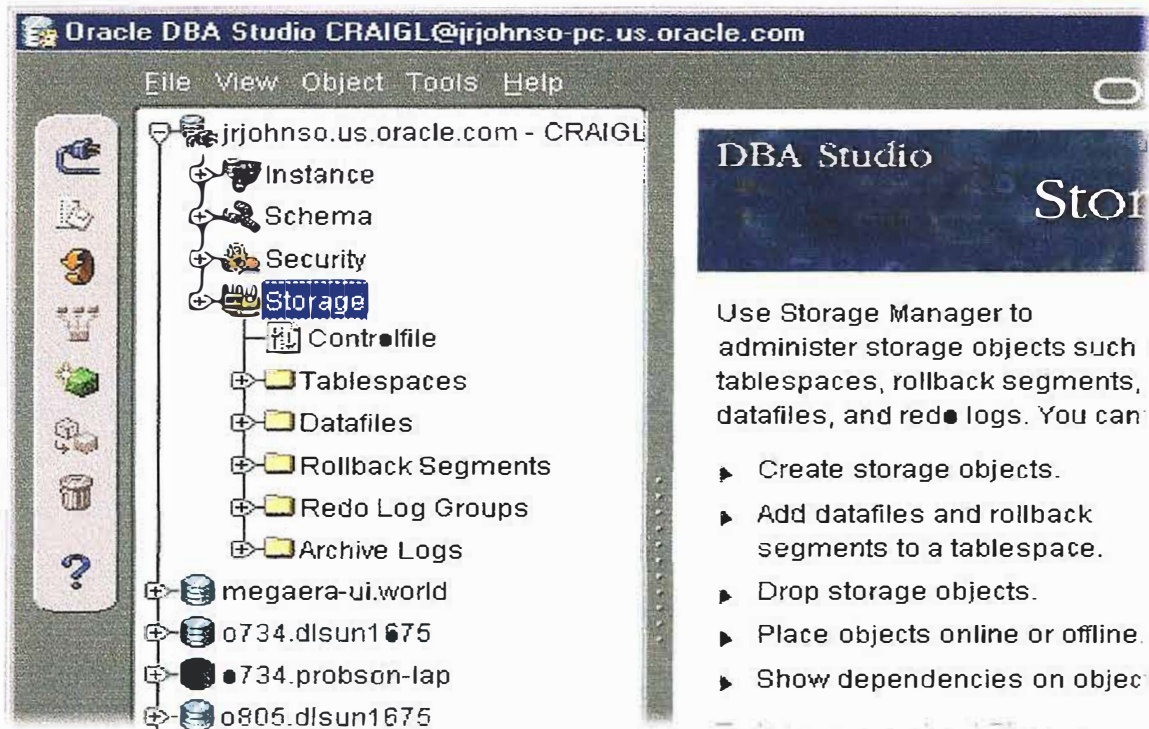 Oracle DBA Studio CRAIGL@jrjohnso-pc.us.oracle.com
File View Object Tools Help
jrjohnso.us.oracle.com - CRAIGL
Instance
Schema
Security
Storage
Controlfile
Tablespaces
Datafiles
Rollback Segments
Redo Log Groups
Archive Logs
megaera-ui.world
o734.dlsun1675
o734.probson-lap
o805.dlsun1675
DBA Studio
Stor
Use Storage Manager to
administer storage objects such
tablespaces, rollback segments,
datafiles, and redo logs. You can
Create storage objects.
Add datafiles and rollback
segments to a tablespace.
Drop storage objects.
Place objects online or offline.
Show dependencies on objec